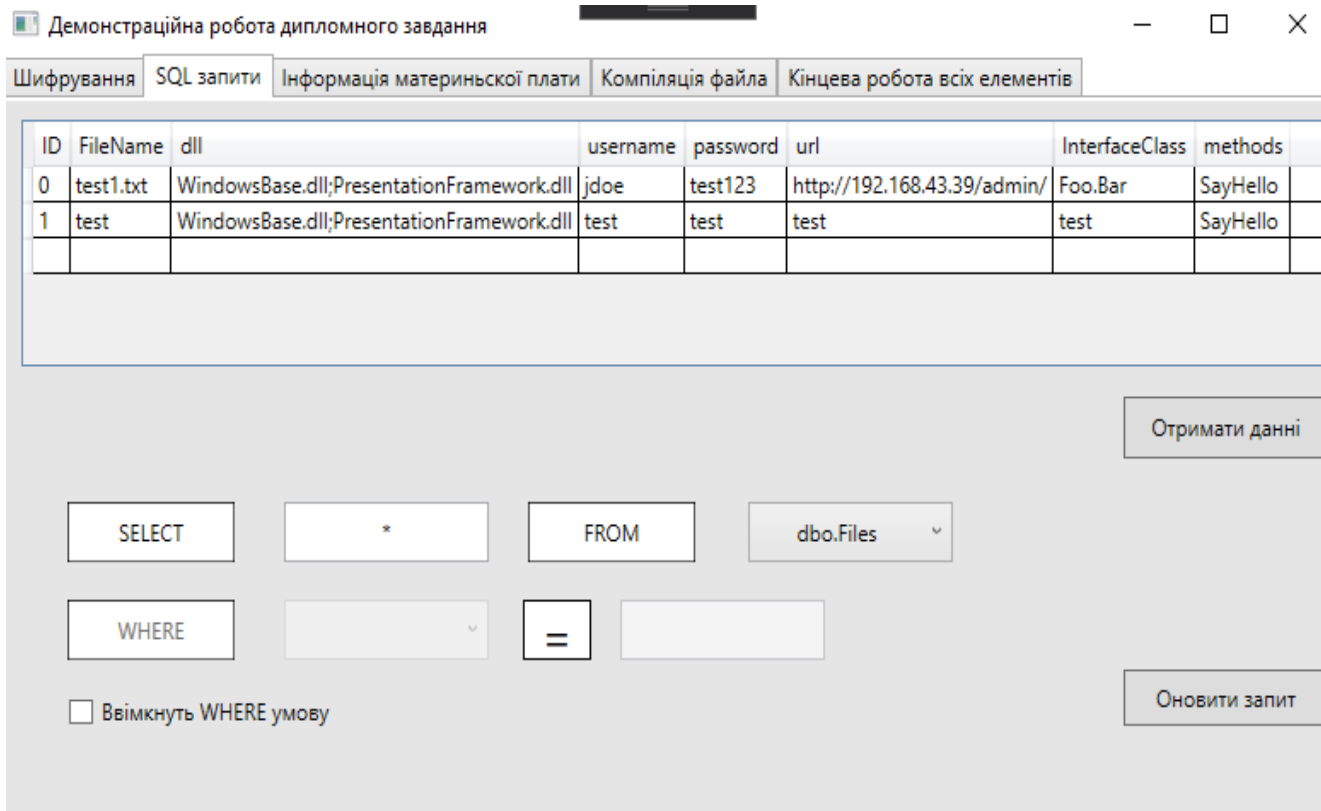 Демонстраційна робота дипломного завдання
Шифрування SQL запити Інформація материньскої плати Компіляція файла Кінцева робота всіх елементів
ID FileName dll username password url InterfaceClass methods
0 test1.txt WindowsBase.dll;PresentationFramework.dll jdoe test123 http://192.168.43.39/admin/ Foo.Bar SayHello
1 test WindowsBase.dll;PresentationFramework.dll test test test test SayHello
Отримати данні
SELECT * FROM dbo.Files
WHERE =
Ввімкнуть WHERE умову
Оновити запит